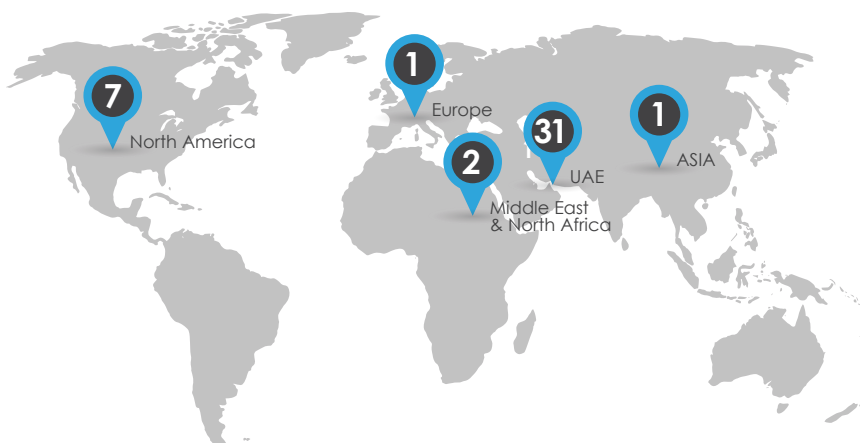 7
North America
1
Europe
2
Middle East
& North Africa
31
UAE
1
ASIA